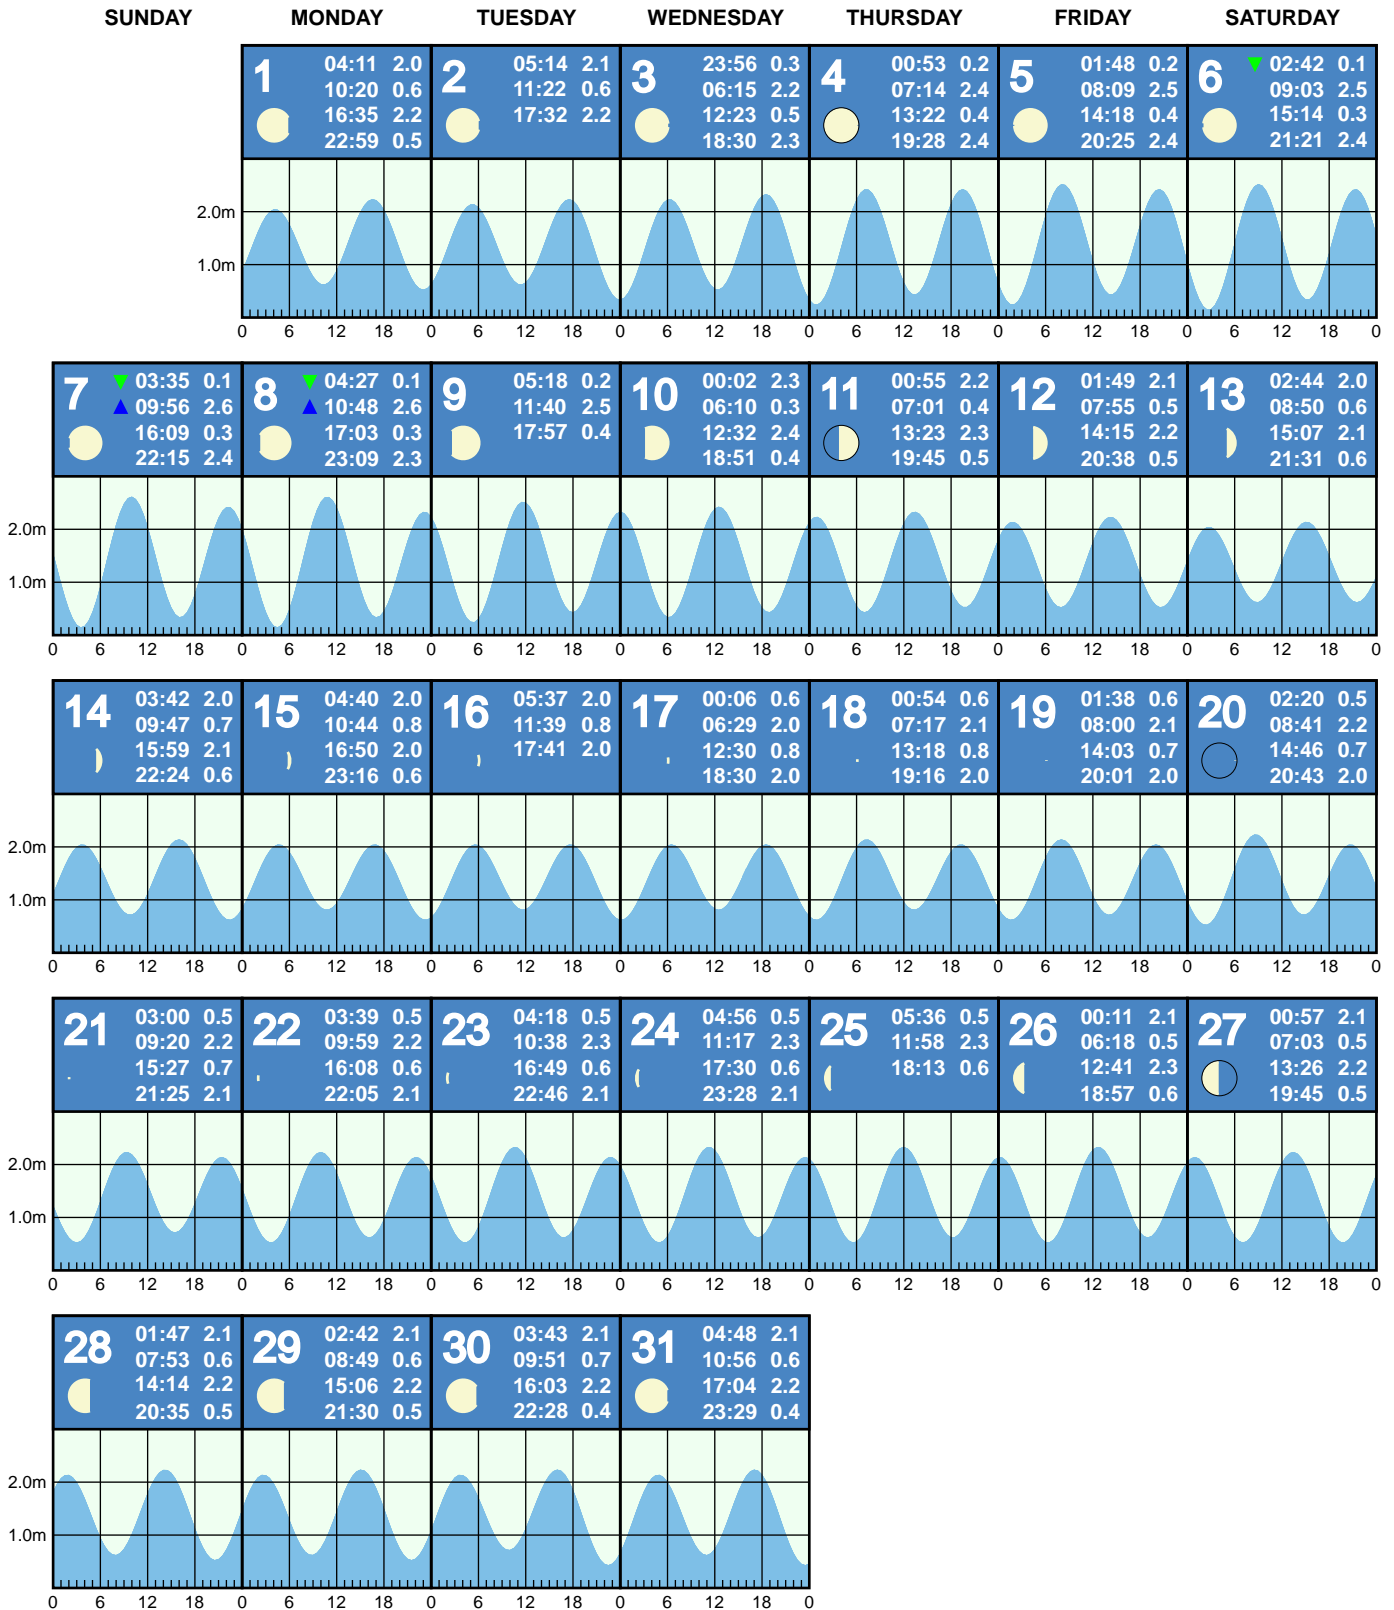 SUNDAY MONDAY TUESDAY WEDNESDAY THURSDAY FRIDAY SATURDAY
1 04:11 2.0
10:20 0.6
16:35 2.2
22:59 0.5
2 05:14 2.1
11:22 0.6
17:32 2.2
3 23:56 0.3
06:15 2.2
12:23 0.5
18:30 2.3
4 00:53 0.2
07:14 2.4
13:22 0.4
19:28 2.4
5 01:48 0.2
08:09 2.5
14:18 0.4
20:25 2.4
6 02:42 0.1
09:03 2.5
15:14 0.3
21:21 2.4
2.0m
1.0m
0 6 12 18 0 6 12 18 0 6 12 18 0 6 12 18 0 6 12 18 0 6 12 18 0
7 03:35 0.1
09:56 2.6
16:09 0.3
22:15 2.4
8 04:27 0.1
10:48 2.6
17:03 0.3
23:09 2.3
9 05:18 0.2
11:40 2.5
17:57 0.4
10 00:02 2.3
06:10 0.3
12:32 2.4
18:51 0.4
11 00:55 2.2
07:01 0.4
13:23 2.3
19:45 0.5
12 01:49 2.1
07:55 0.5
14:15 2.2
20:38 0.5
13 02:44 2.0
08:50 0.6
15:07 2.1
21:31 0.6
2.0m
1.0m
0 6 12 18 0 6 12 18 0 6 12 18 0 6 12 18 0 6 12 18 0 6 12 18 0 6 12 18 0
14 03:42 2.0
09:47 0.7
15:59 2.1
22:24 0.6
15 04:40 2.0
10:44 0.8
16:50 2.0
23:16 0.6
16 05:37 2.0
11:39 0.8
17:41 2.0
17 00:06 0.6
06:29 2.0
12:30 0.8
18:30 2.0
18 00:54 0.6
07:17 2.1
13:18 0.8
19:16 2.0
19 01:38 0.6
08:00 2.1
14:03 0.7
20:01 2.0
20 02:20 0.5
08:41 2.2
14:46 0.7
20:43 2.0
2.0m
1.0m
0 6 12 18 0 6 12 18 0 6 12 18 0 6 12 18 0 6 12 18 0 6 12 18 0 6 12 18 0
21 03:00 0.5
09:20 2.2
15:27 0.7
21:25 2.1
22 03:39 0.5
09:59 2.2
16:08 0.6
22:05 2.1
23 04:18 0.5
10:38 2.3
16:49 0.6
22:46 2.1
24 04:56 0.5
11:17 2.3
17:30 0.6
23:28 2.1
25 05:36 0.5
11:58 2.3
18:13 0.6
26 00:11 2.1
06:18 0.5
12:41 2.3
18:57 0.6
27 00:57 2.1
07:03 0.5
13:26 2.2
19:45 0.5
2.0m
1.0m
0 6 12 18 0 6 12 18 0 6 12 18 0 6 12 18 0 6 12 18 0 6 12 18 0 6 12 18 0
28 01:47 2.1
07:53 0.6
14:14 2.2
20:35 0.5
29 02:42 2.1
08:49 0.6
15:06 2.2
21:30 0.5
30 03:43 2.1
09:51 0.7
16:03 2.2
22:28 0.4
31 04:48 2.1
10:56 0.6
17:04 2.2
23:29 0.4
2.0m
1.0m
0 6 12 18 0 6 12 18 0 6 12 18 0 6 12 18 0